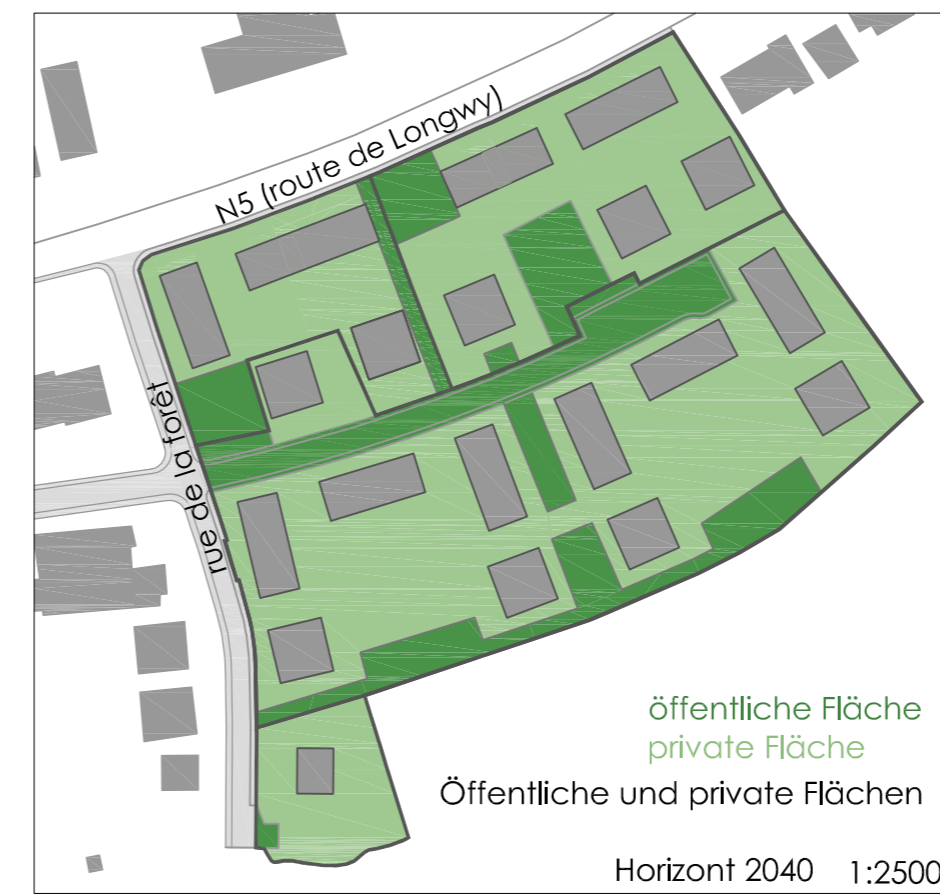 N5 (route de Longwy)
rue de la forêt
öffentliche Fläche
private Fläche
Öffentliche und private Flächen
Horizont 2040 1:2500